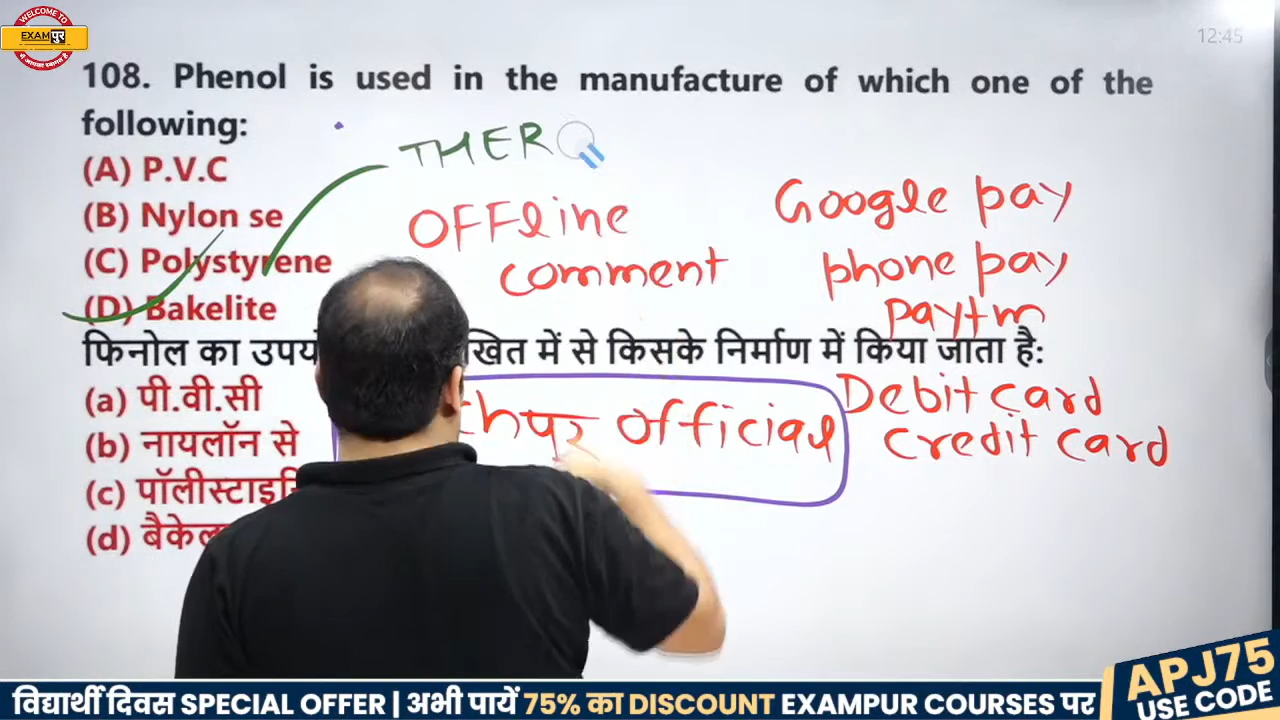 WELCOME TO
EXAMपुर
12:45
108. Phenol is used in the manufacture of which one of the
following:
THER
(A) P.V.C
(B) Nylon se
(C) Polystyrene
(D) Bakelite
OFFline
comment
Google pay
phone pay
paytm
फिनोल का में से किसके निर्माण में किया जाता है:
(a) पी.वी.सी
(b) नायलॉन से
(c)
(d)
official
Debit card
credit card
विद्यार्थी दिवस SPECIAL OFFER | अभी पायें 75% का DISCOUNT EXAMPUR COURSES पर
APJ75
USE CODE